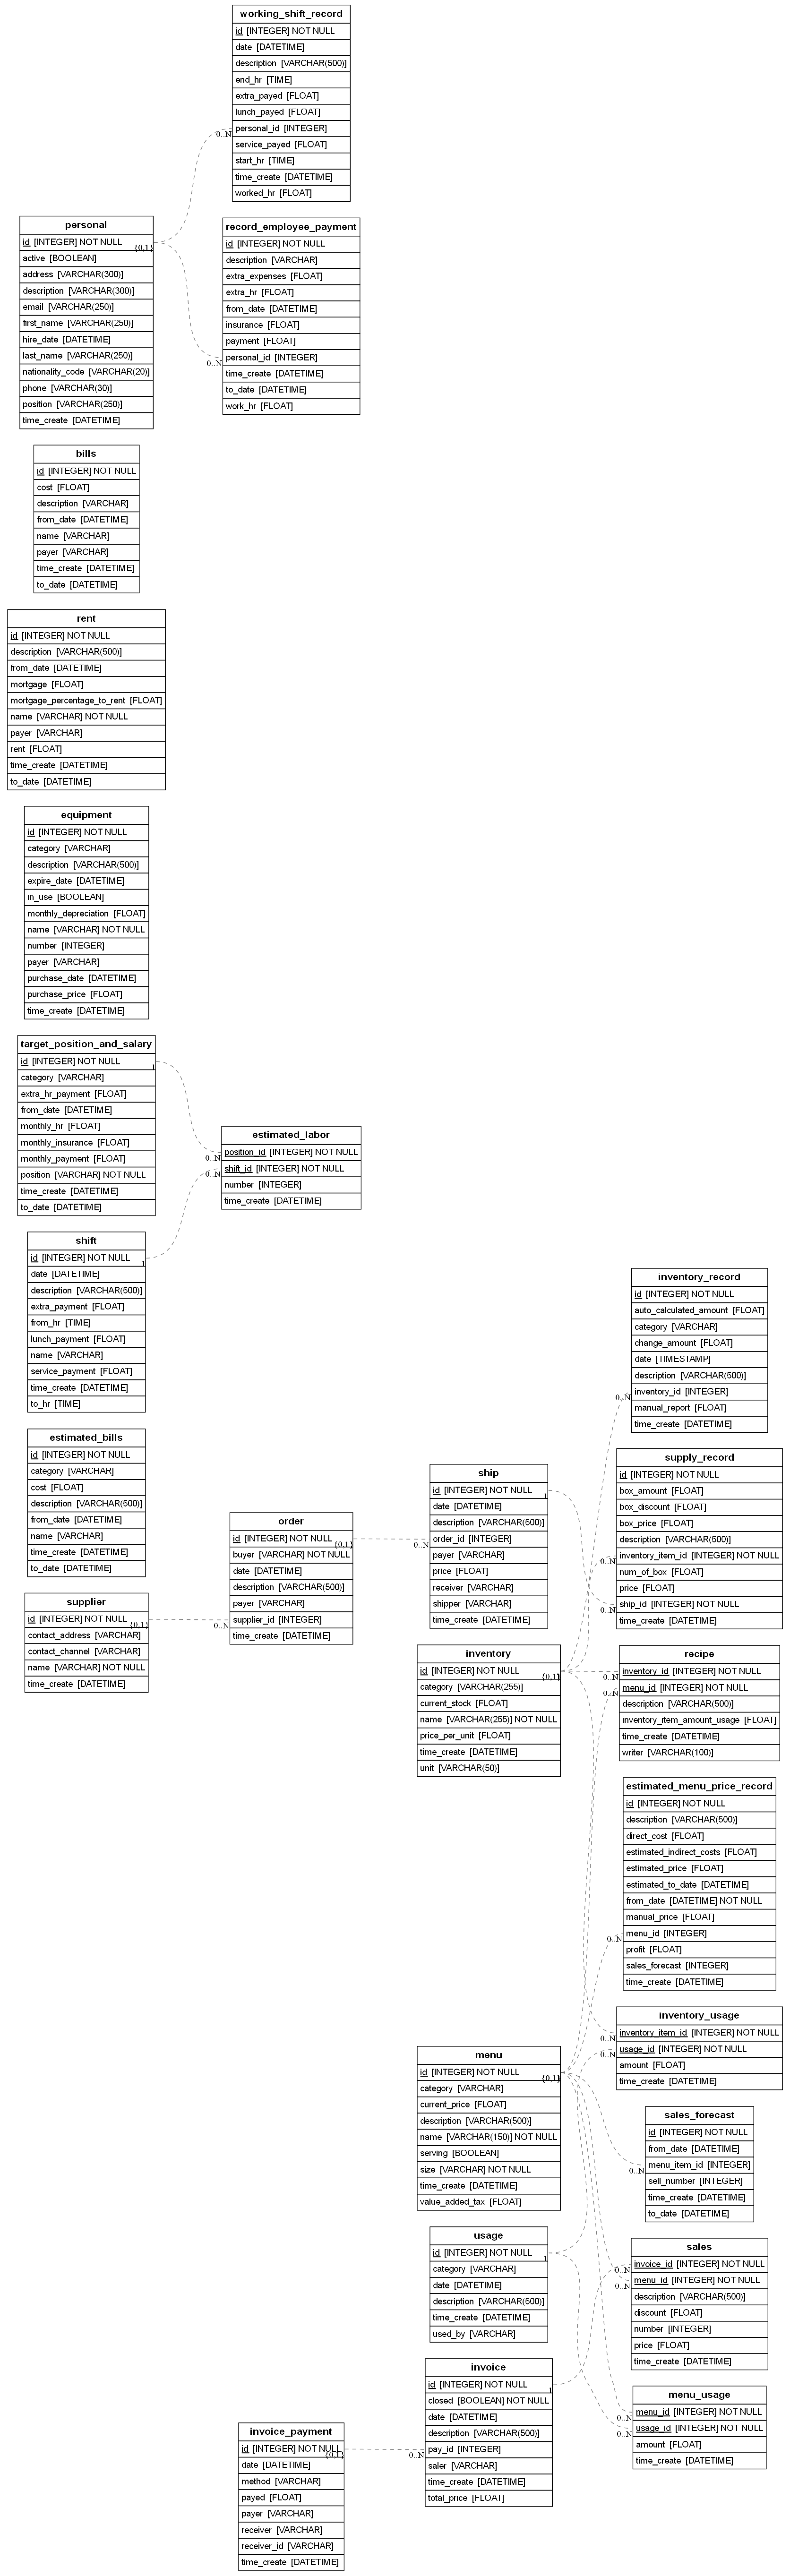 working_shift_record
id [INTEGER] NOT NULL
date [DATETIME]
description [VARCHAR(500)]
end_hr [TIME]
extra_payed [FLOAT]
lunch_payed [FLOAT]
personal_id [INTEGER]
0..N
service_payed [FLOAT]
start_hr [TIME]
time_create [DATETIME]
worked_hr [FLOAT]
personal
id [INTEGER] NOT NULL
{0,1}
active [BOOLEAN]
address [VARCHAR(300)]
description [VARCHAR(300)]
email [VARCHAR(250)]
first_name [VARCHAR(250)]
hire_date [DATETIME]
last_name [VARCHAR(250)]
nationality_code [VARCHAR(20)]
phone [VARCHAR(30)]
position [VARCHAR(250)]
time_create [DATETIME]
record_employee_payment
id [INTEGER] NOT NULL
description [VARCHAR]
extra_expenses [FLOAT]
extra_hr [FLOAT]
from_date [DATETIME]
insurance [FLOAT]
payment [FLOAT]
personal_id [INTEGER]
0..N
time_create [DATETIME]
to_date [DATETIME]
work_hr [FLOAT]
bills
id [INTEGER] NOT NULL
cost [FLOAT]
description [VARCHAR]
from_date [DATETIME]
name [VARCHAR]
payer [VARCHAR]
time_create [DATETIME]
to_date [DATETIME]
rent
id [INTEGER] NOT NULL
description [VARCHAR(500)]
from_date [DATETIME]
mortgage [FLOAT]
mortgage_percentage_to_rent [FLOAT]
name [VARCHAR] NOT NULL
payer [VARCHAR]
rent [FLOAT]
time_create [DATETIME]
to_date [DATETIME]
equipment
id [INTEGER] NOT NULL
category [VARCHAR]
description [VARCHAR(500)]
expire_date [DATETIME]
in_use [BOOLEAN]
monthly_depreciation [FLOAT]
name [VARCHAR] NOT NULL
number [INTEGER]
payer [VARCHAR]
purchase_date [DATETIME]
purchase_price [FLOAT]
time_create [DATETIME]
target_position_and_salary
id [INTEGER] NOT NULL
1
category [VARCHAR]
extra_hr_payment [FLOAT]
from_date [DATETIME]
monthly_hr [FLOAT]
monthly_insurance [FLOAT]
monthly_payment [FLOAT]
position [VARCHAR] NOT NULL
time_create [DATETIME]
to_date [DATETIME]
estimated_labor
position_id [INTEGER] NOT NULL
0..N
shift_id [INTEGER] NOT NULL
0..N
number [INTEGER]
time_create [DATETIME]
shift
id [INTEGER] NOT NULL
1
date [DATETIME]
description [VARCHAR(500)]
extra_payment [FLOAT]
from_hr [TIME]
lunch_payment [FLOAT]
name [VARCHAR]
service_payment [FLOAT]
time_create [DATETIME]
to_hr [TIME]
estimated_bills
id [INTEGER] NOT NULL
category [VARCHAR]
cost [FLOAT]
description [VARCHAR(500)]
from_date [DATETIME]
name [VARCHAR]
time_create [DATETIME]
to_date [DATETIME]
supplier
id [INTEGER] NOT NULL
{0,1}
contact_address [VARCHAR]
contact_channel [VARCHAR]
name [VARCHAR] NOT NULL
time_create [DATETIME]
order
id [INTEGER] NOT NULL
{0,1}
buyer [VARCHAR] NOT NULL
date [DATETIME]
description [VARCHAR(500)]
payer [VARCHAR]
supplier_id [INTEGER]
0..N
time_create [DATETIME]
ship
id [INTEGER] NOT NULL
1
date [DATETIME]
description [VARCHAR(500)]
order_id [INTEGER]
0..N
payer [VARCHAR]
price [FLOAT]
receiver [VARCHAR]
shipper [VARCHAR]
time_create [DATETIME]
inventory
id [INTEGER] NOT NULL
{0,1}
category [VARCHAR(255)]
current_stock [FLOAT]
name [VARCHAR(255)] NOT NULL
price_per_unit [FLOAT]
time_create [DATETIME]
unit [VARCHAR(50)]
inventory_record
id [INTEGER] NOT NULL
auto_calculated_amount [FLOAT]
category [VARCHAR]
change_amount [FLOAT]
date [TIMESTAMP]
description [VARCHAR(500)]
inventory_id [INTEGER]
0..N
manual_report [FLOAT]
time_create [DATETIME]
supply_record
id [INTEGER] NOT NULL
box_amount [FLOAT]
box_discount [FLOAT]
box_price [FLOAT]
description [VARCHAR(500)]
inventory_item_id [INTEGER] NOT NULL
0..N
num_of_box [FLOAT]
price [FLOAT]
ship_id [INTEGER] NOT NULL
0..N
time_create [DATETIME]
recipe
inventory_id [INTEGER] NOT NULL
0..N
menu_id [INTEGER] NOT NULL
0..N
description [VARCHAR(500)]
inventory_item_amount_usage [FLOAT]
time_create [DATETIME]
writer [VARCHAR(100)]
estimated_menu_price_record
id [INTEGER] NOT NULL
description [VARCHAR(500)]
direct_cost [FLOAT]
estimated_indirect_costs [FLOAT]
estimated_price [FLOAT]
estimated_to_date [DATETIME]
from_date [DATETIME] NOT NULL
manual_price [FLOAT]
menu_id [INTEGER]
0..N
profit [FLOAT]
sales_forecast [INTEGER]
time_create [DATETIME]
inventory_usage
inventory_item_id [INTEGER] NOT NULL
0..N
usage_id [INTEGER] NOT NULL
0..N
amount [FLOAT]
time_create [DATETIME]
menu
id [INTEGER] NOT NULL
{0,1}
category [VARCHAR]
current_price [FLOAT]
description [VARCHAR(500)]
name [VARCHAR(150)] NOT NULL
serving [BOOLEAN]
size [VARCHAR] NOT NULL
time_create [DATETIME]
value_added_tax [FLOAT]
sales_forecast
id [INTEGER] NOT NULL
from_date [DATETIME]
menu_item_id [INTEGER]
0..N
sell_number [INTEGER]
time_create [DATETIME]
to_date [DATETIME]
usage
id [INTEGER] NOT NULL
1
category [VARCHAR]
date [DATETIME]
description [VARCHAR(500)]
time_create [DATETIME]
used_by [VARCHAR]
sales
invoice_id [INTEGER] NOT NULL
0..N
menu_id [INTEGER] NOT NULL
0..N
description [VARCHAR(500)]
discount [FLOAT]
number [INTEGER]
price [FLOAT]
time_create [DATETIME]
invoice
id [INTEGER] NOT NULL
1
closed [BOOLEAN] NOT NULL
date [DATETIME]
description [VARCHAR(500)]
pay_id [INTEGER]
0..N
saler [VARCHAR]
time_create [DATETIME]
total_price [FLOAT]
menu_usage
menu_id [INTEGER] NOT NULL
0..N
usage_id [INTEGER] NOT NULL
0..N
amount [FLOAT]
time_create [DATETIME]
invoice_payment
id [INTEGER] NOT NULL
{0,1}
date [DATETIME]
method [VARCHAR]
payed [FLOAT]
payer [VARCHAR]
receiver [VARCHAR]
receiver_id [VARCHAR]
time_create [DATETIME]